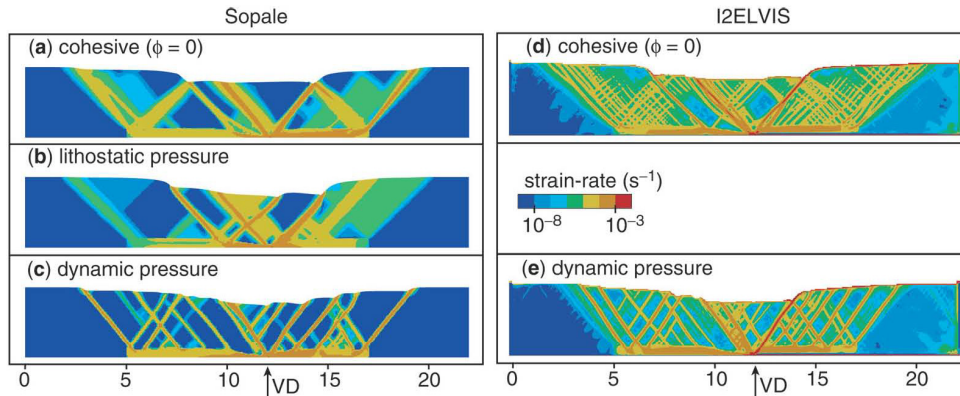 Sopale
(a) cohesive (ϕ = 0)
(b) lithostatic pressure
(c) dynamic pressure
0 5 10 15 20
VD
I2ELVIS
(d) cohesive (ϕ = 0)
strain-rate (s⁻¹)
10⁻⁸ 10⁻³
(e) dynamic pressure
0 5 10 15 20
VD